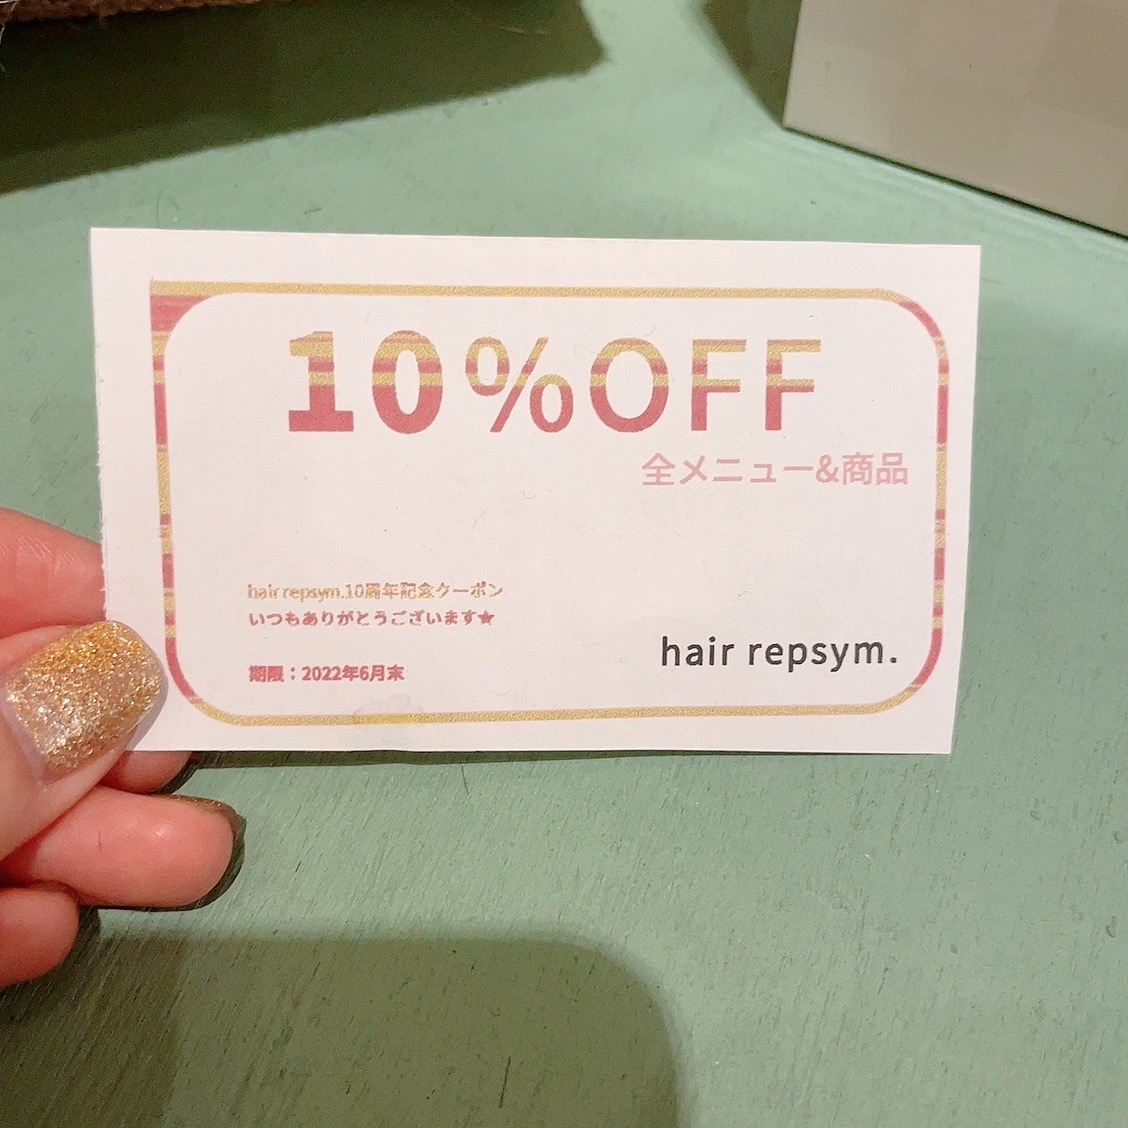 10%OFF
全メニュー&商品
hair repsym.10周年記念クーポン
いつもありがとうございます★
期限：2022年6月末
hair repsym.